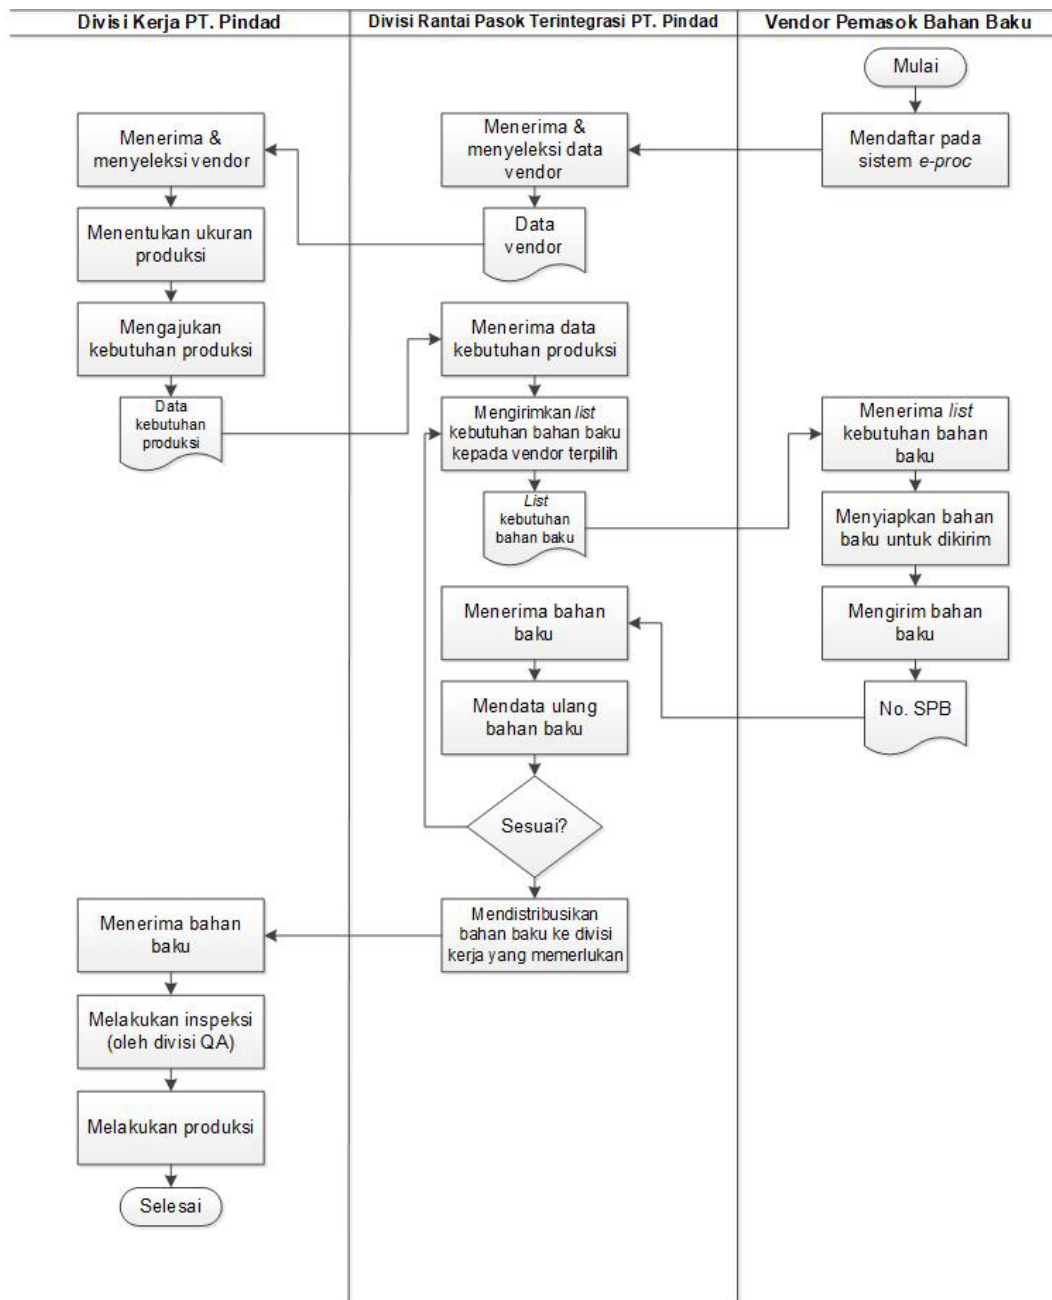 Divisi Kerja PT. Pindad
Divisi Rantai Pasok Terintegrasi PT. Pindad
Vendor Pemasok Bahan Baku
Mulai
Mendaftar pada
sistem e-proc
Menerima &
menyeleksi data
vendor
Data
vendor
Menerima &
menyeleksi vendor
Menentukan ukuran
produksi
Mengajukan
kebutuhan produksi
Data
kebutuhan
produksi
Menerima data
kebutuhan produksi
Mengirimkan list
kebutuhan bahan baku
kepada vendor terpilih
List
kebutuhan
bahan baku
Menerima list
kebutuhan bahan
baku
Menyiapkan bahan
baku untuk dikirim
Mengirim bahan
baku
No. SPB
Menerima bahan
baku
Mendata ulang
bahan baku
Sesuai?
Mendistribusikan
bahan baku ke divisi
kerja yang memerlukan
Menerima bahan
baku
Melakukan inspeksi
(oleh divisi QA)
Melakukan produksi
Selesai